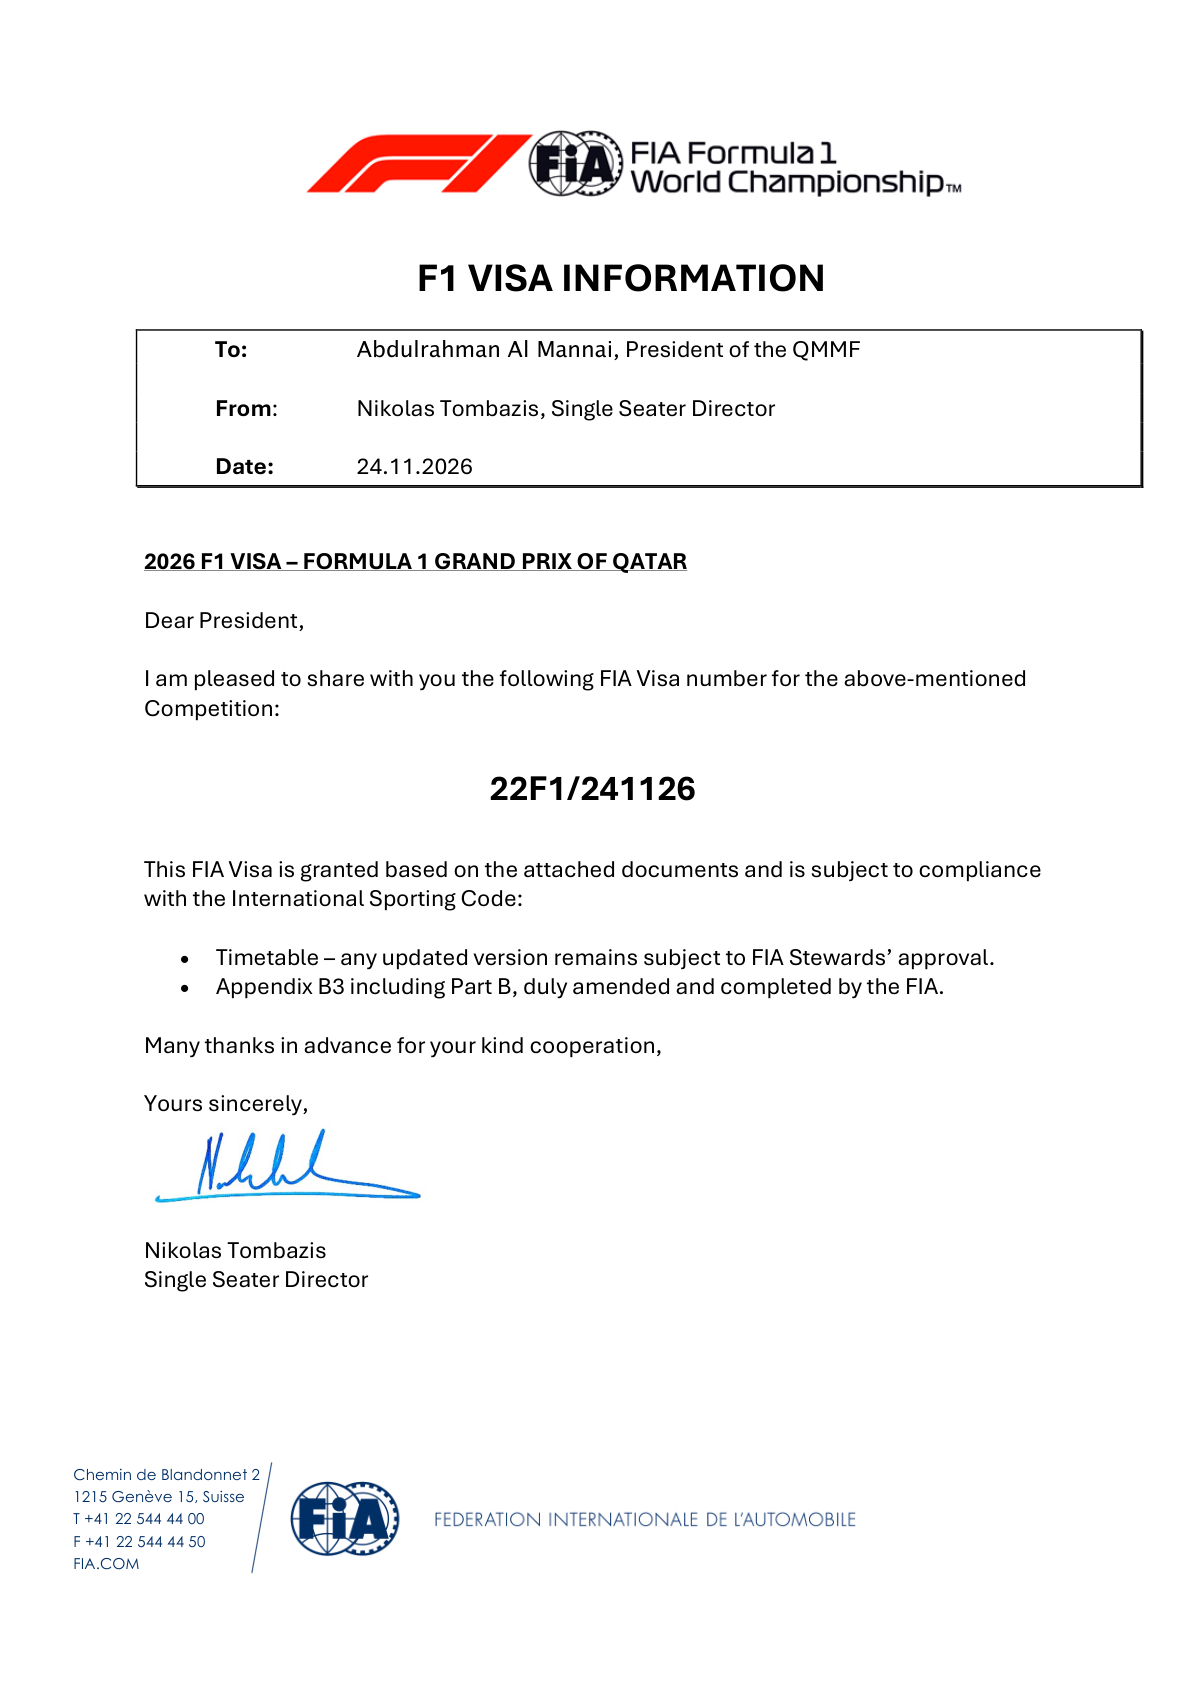 FiA FIA Formula 1
World Championship™
F1 VISA INFORMATION
To: Abdulrahman Al Mannai, President of the QMMF
From: Nikolas Tombazis, Single Seater Director
Date: 24.11.2026
2026 F1 VISA – FORMULA 1 GRAND PRIX OF QATAR
Dear President,
I am pleased to share with you the following FIA Visa number for the above-mentioned
Competition:
22F1/241126
This FIA Visa is granted based on the attached documents and is subject to compliance
with the International Sporting Code:
• Timetable – any updated version remains subject to FIA Stewards’ approval.
• Appendix B3 including Part B, duly amended and completed by the FIA.
Many thanks in advance for your kind cooperation,
Yours sincerely,
Nikolas Tombazis
Single Seater Director
Chemin de Blandonnet 2
1215 Genève 15, Suisse
T +41 22 544 44 00
F +41 22 544 44 50
FIA.COM
FiA
FEDERATION INTERNATIONALE DE L’AUTOMOBILE